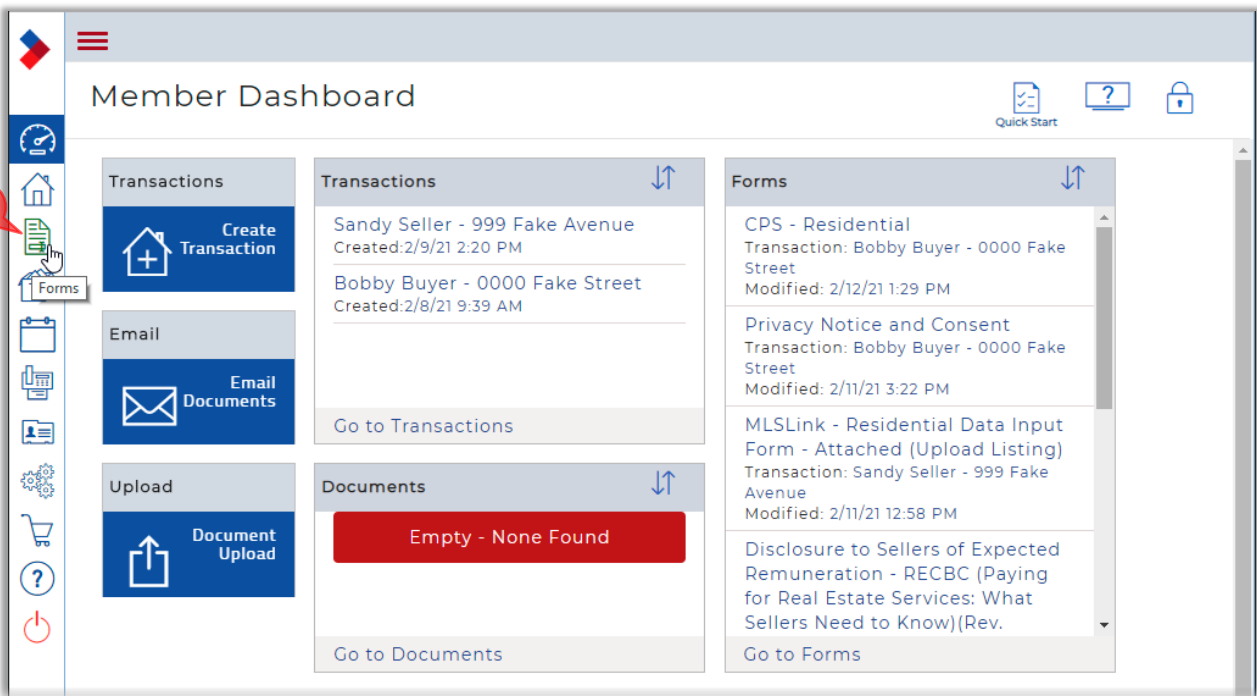 Member Dashboard
?
Quick Start
Forms
?
Transactions
Create
Transaction
Email
Email
Documents
Upload
Document
Upload
Transactions
Sandy Seller - 999 Fake Avenue
Created:2/9/21 2:20 PM
Bobby Buyer - 0000 Fake Street
Created:2/8/21 9:39 AM
Go to Transactions
Documents
Empty - None Found
Go to Documents
Forms
CPS - Residential
Transaction: Bobby Buyer - 0000 Fake
Street
Modified: 2/12/21 1:29 PM
Privacy Notice and Consent
Transaction: Bobby Buyer - 0000 Fake
Street
Modified: 2/11/21 3:22 PM
MLSLink - Residential Data Input
Form - Attached (Upload Listing)
Transaction: Sandy Seller - 999 Fake
Avenue
Modified: 2/11/21 12:58 PM
Disclosure to Sellers of Expected
Remuneration - RECBC (Paying
for Real Estate Services: What
Sellers Need to Know)(Rev.
Go to Forms